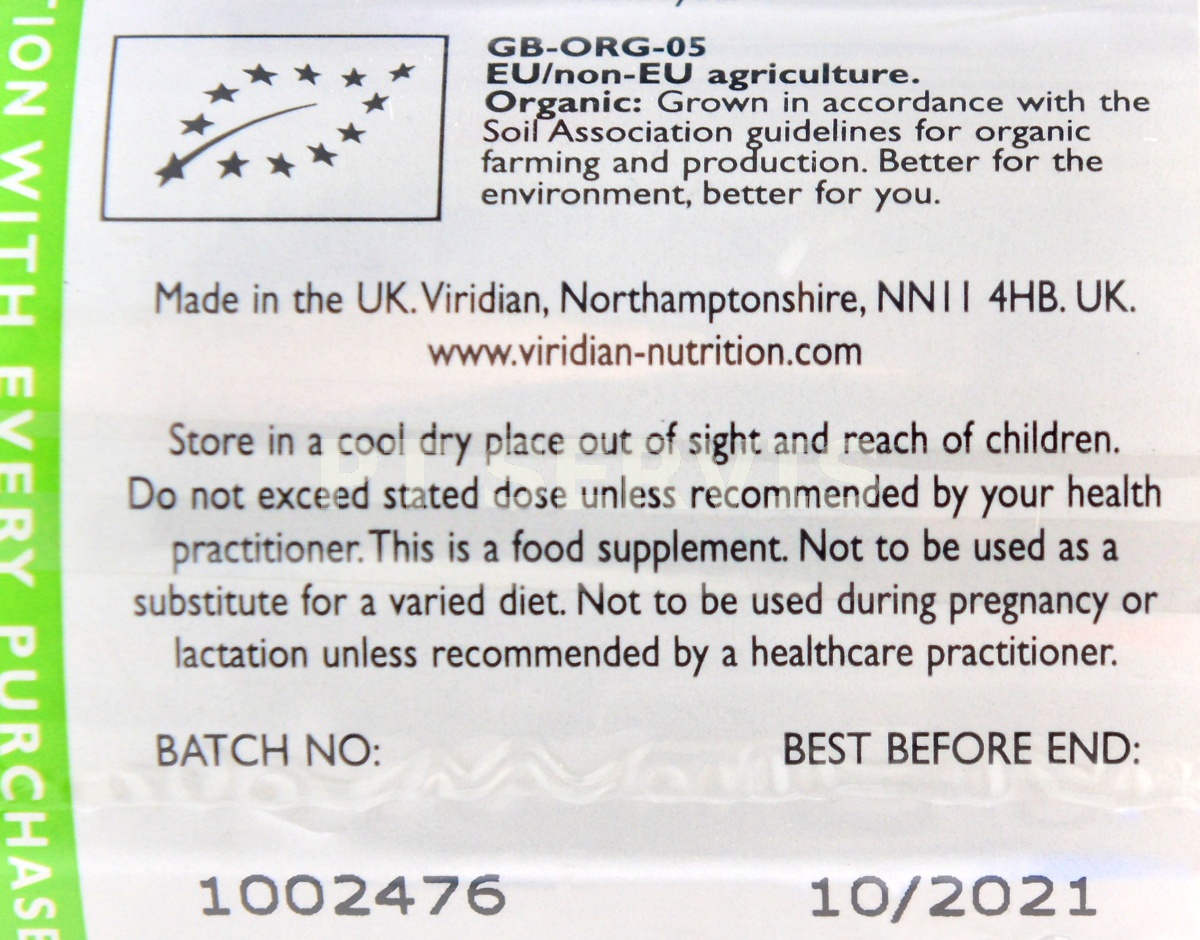 GB-ORG-05
EU/non-EU agriculture.
Organic: Grown in accordance with the
Soil Association guidelines for organic
farming and production. Better for the
environment, better for you.
Made in the UK. Viridian, Northamptonshire, NN11 4HB. UK.
www.viridian-nutrition.com
Store in a cool dry place out of sight and reach of children.
Do not exceed stated dose unless recommended by your health
practitioner. This is a food supplement. Not to be used as a
substitute for a varied diet. Not to be used during pregnancy or
lactation unless recommended by a healthcare practitioner.
BATCH NO: BEST BEFORE END:
1002476 10/2021
TION WITH EVERY PURCHASE
PT SERVIS